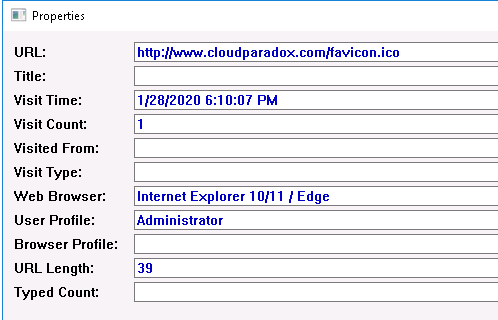 Properties
URL: http://www.cloudparadox.com/favicon.ico
Title:
Visit Time: 1/28/2020 6:10:07 PM
Visit Count: 1
Visited From:
Visit Type:
Web Browser: Internet Explorer 10/11 / Edge
User Profile: Administrator
Browser Profile:
URL Length: 39
Typed Count: